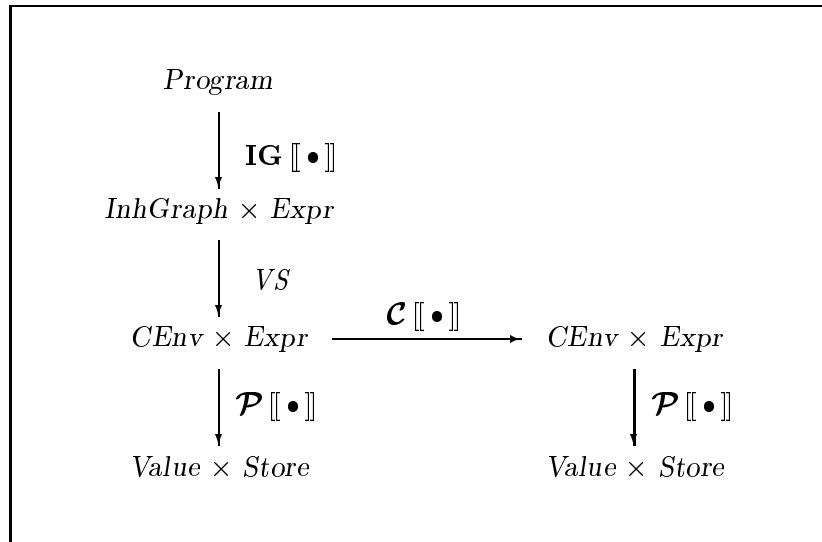 Program
IG ⟦ • ⟧
InhGraph × Expr
VS
𝓒 ⟦ • ⟧
CEnv × Expr CEnv × Expr
𝓟 ⟦ • ⟧ 𝓟 ⟦ • ⟧
Value × Store Value × Store